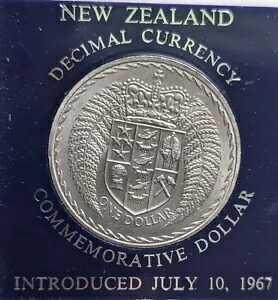 NEW ZEALAND
DECIMAL CURRENCY
ONE DOLLAR
COMMEMORATIVE DOLLAR
INTRODUCED JULY 10, 1967